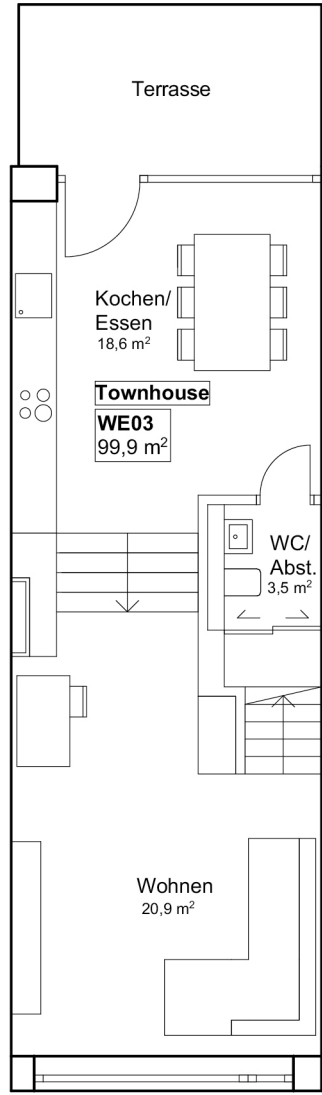 Terrasse
Kochen/
Essen
18,6 m²
Townhouse
WE03
99,9 m²
WC/
Abst.
3,5 m²
Wohnen
20,9 m²